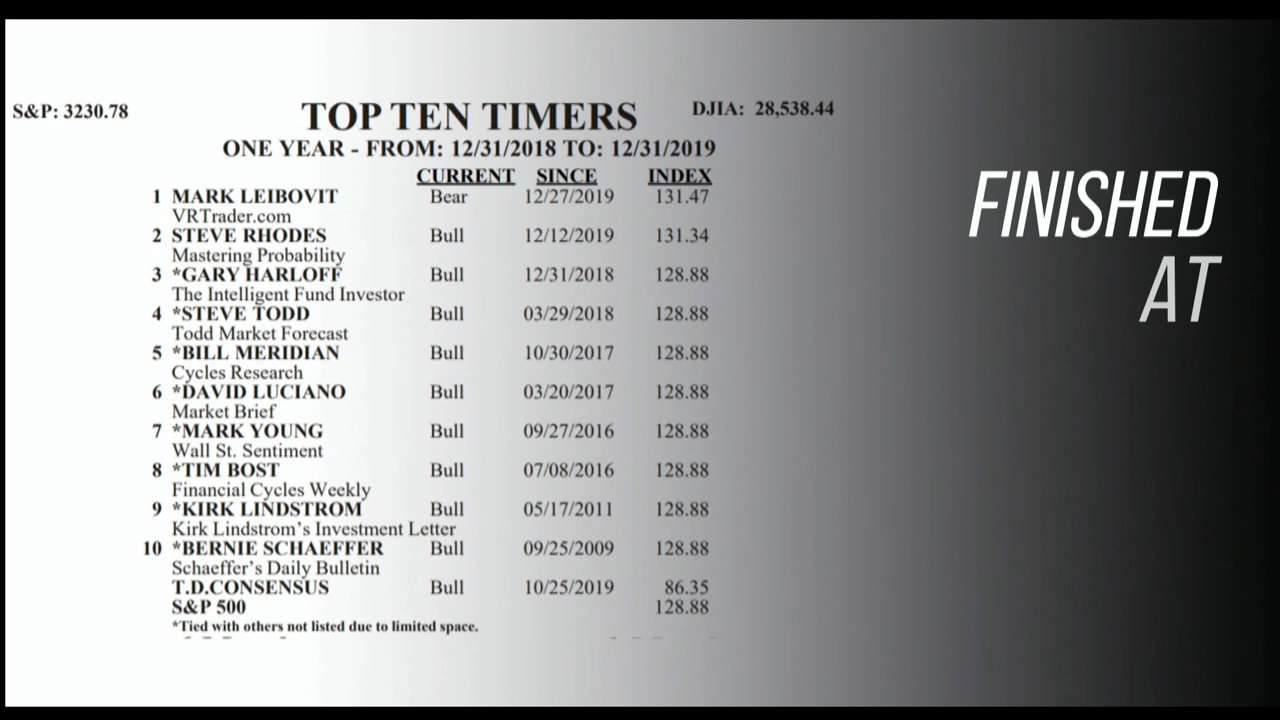 S&P: 3230.78
TOP TEN TIMERS
DJIA: 28,538.44
ONE YEAR - FROM: 12/31/2018 TO: 12/31/2019
CURRENT SINCE INDEX
1 MARK LEIBOVIT Bear 12/27/2019 131.47
VRTrader.com
2 STEVE RHODES Bull 12/12/2019 131.34
Mastering Probability
3 *GARY HARLOFF Bull 12/31/2018 128.88
The Intelligent Fund Investor
4 *STEVE TODD Bull 03/29/2018 128.88
Todd Market Forecast
5 *BILL MERIDIAN Bull 10/30/2017 128.88
Cycles Research
6 *DAVID LUCIANO Bull 03/20/2017 128.88
Market Brief
7 *MARK YOUNG Bull 09/27/2016 128.88
Wall St. Sentiment
8 *TIM BOST Bull 07/08/2016 128.88
Financial Cycles Weekly
9 *KIRK LINDSTROM Bull 05/17/2011 128.88
Kirk Lindstrom's Investment Letter
10 *BERNIE SCHAEFFER Bull 09/25/2009 128.88
Schaeffer's Daily Bulletin
T.D.CONSENSUS Bull 10/25/2019 86.35
S&P 500 128.88
*Tied with others not listed due to limited space.
FINISHED
AT